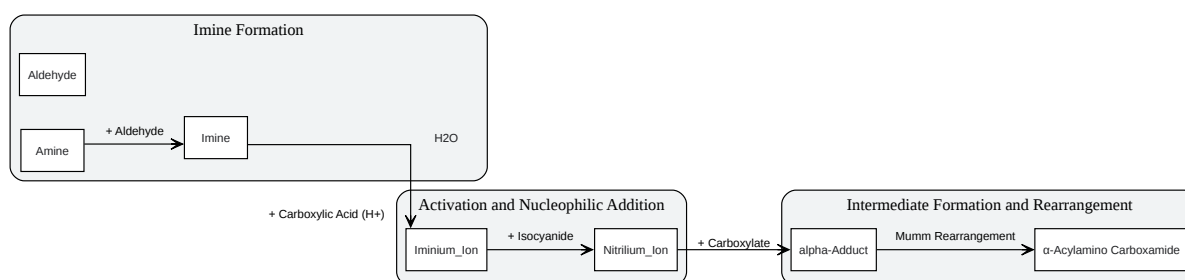 Imine Formation
Aldehyde
+ Aldehyde
Amine
Imine
H2O
+ Carboxylic Acid (H+)
Activation and Nucleophilic Addition
Iminium_Ion
+ Isocyanide
Nitrilium_Ion
+ Carboxylate
Intermediate Formation and Rearrangement
alpha-Adduct
Mumm Rearrangement
α-Acylamino Carboxamide